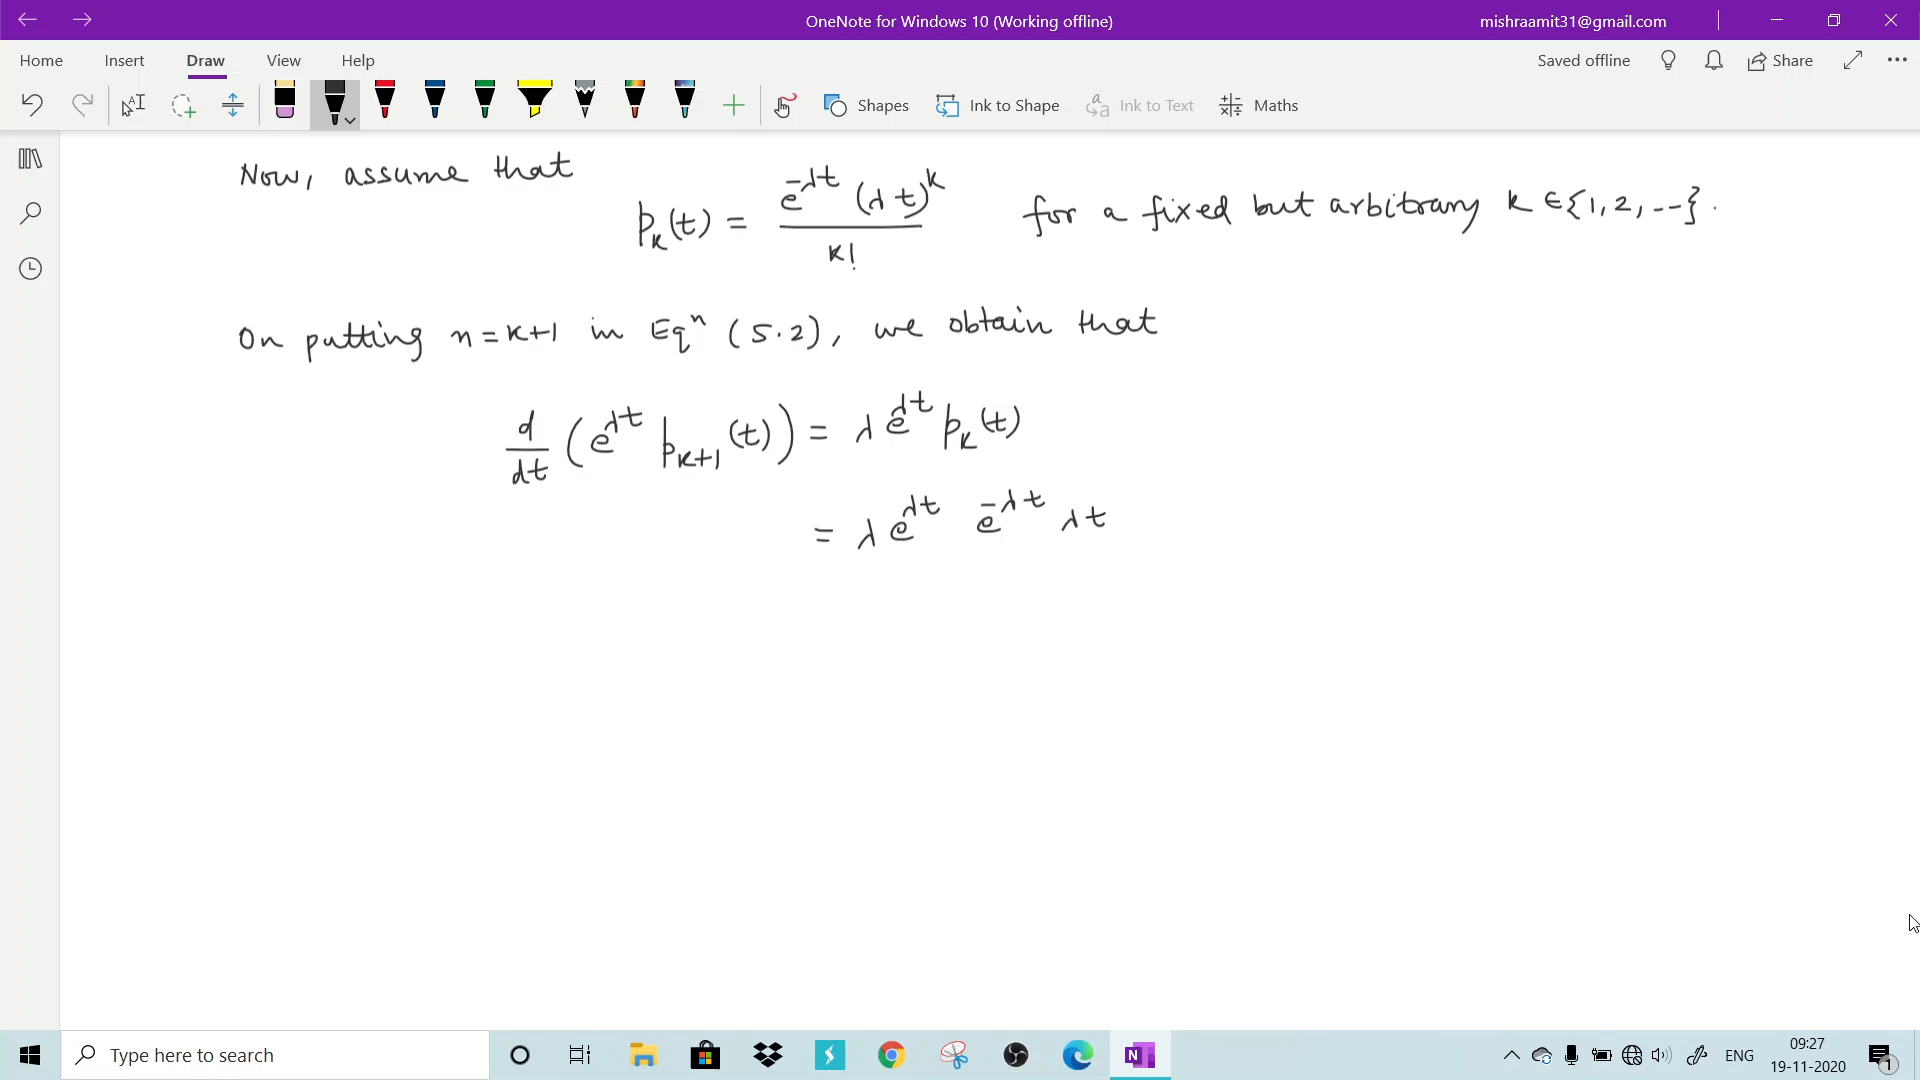 OneNote for Windows 10 (Working offline) mishraamit31@gmail.com
Home Insert Draw View Help Saved offline Share
Shapes Ink to Shape Ink to Text Maths
Now, assume that
p_k(t) = e^{-λt} (λt)^k / k! for a fixed but arbitrary k ∈ {1, 2, ---}.
On putting n = k+1 in Eqⁿ (5.2), we obtain that
d/dt (e^{λt} p_{k+1}(t)) = λ e^{λt} p_k(t)
= λ e^{λt} e^{-λt} λt
Type here to search ENG 09:27
19-11-2020 1